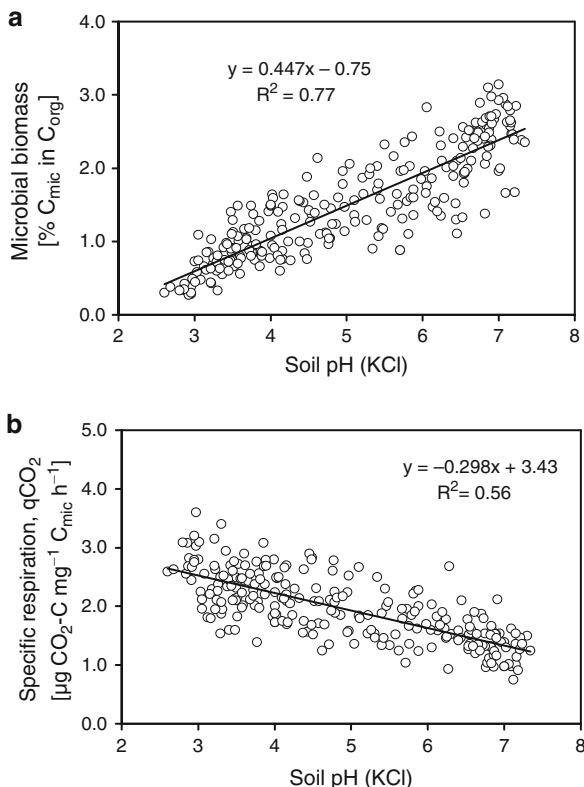 a
4.0
3.0
2.0
1.0
0.0
Microbial biomass
[% C_mic in C_org]
y = 0.447x – 0.75
R² = 0.77
2 3 4 5 6 7 8
Soil pH (KCl)
b
5.0
4.0
3.0
2.0
1.0
0.0
Specific respiration, qCO₂
[µg CO₂-C mg⁻¹ C_mic h⁻¹]
y = –0.298x + 3.43
R² = 0.56
2 3 4 5 6 7 8
Soil pH (KCl)